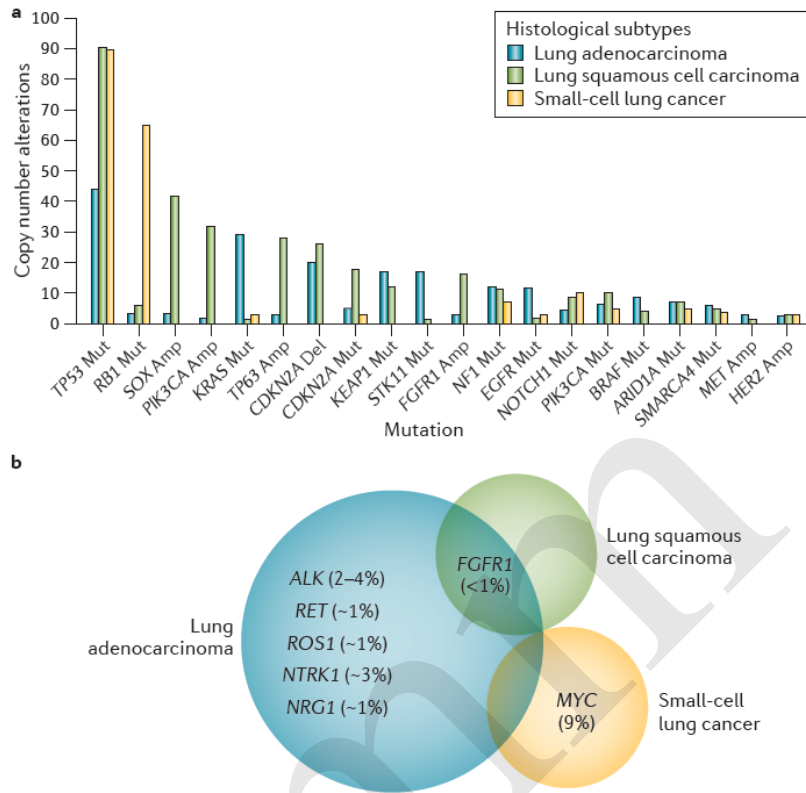 a
100
90
80
70
60
50
40
30
20
10
0
Copy number alterations
Histological subtypes
Lung adenocarcinoma
Lung squamous cell carcinoma
Small-cell lung cancer
TP53 Mut
RB1 Mut
SOX Amp
PIK3CA Amp
KRAS Mut
TP63 Amp
CDKN2A Del
CDKN2A Mut
KEAP1 Mut
STK11 Mut
FGFR1 Amp
NF1 Mut
EGFR Mut
NOTCH1 Mut
PIK3CA Mut
BRAF Mut
ARID1A Mut
SMARCA4 Mut
MET Amp
HER2 Amp
Mutation
b
Lung
adenocarcinoma
ALK (2–4%)
RET (~1%)
ROS1 (~1%)
NTRK1 (~3%)
NRG1 (~1%)
FGFR1
(<1%)
Lung squamous
cell carcinoma
MYC
(9%)
Small-cell
lung cancer